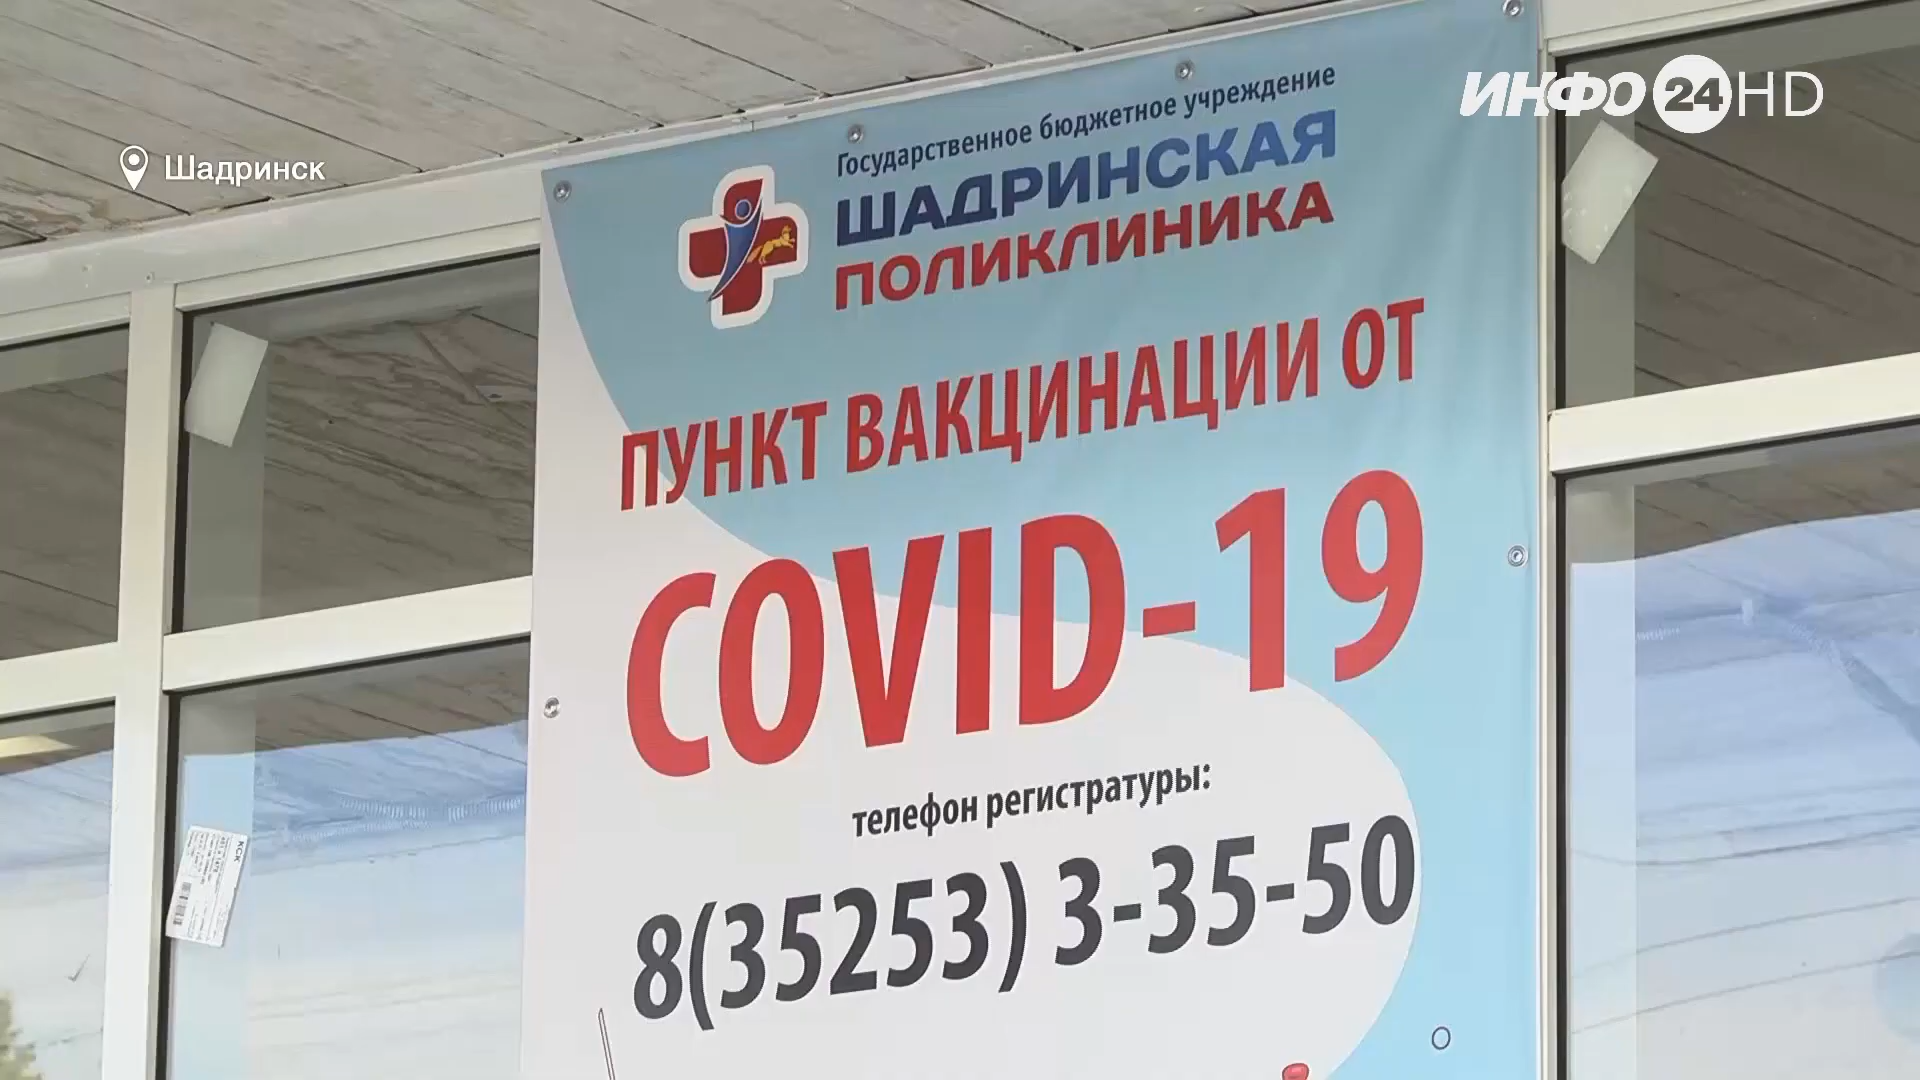 ИНФО 24 HD
Шадринск
Государственное бюджетное учреждение
ШАДРИНСКАЯ
ПОЛИКЛИНИКА
ПУНКТ ВАКЦИНАЦИИ ОТ
COVID-19
телефон регистратуры:
8(35253) 3-35-50
КСК